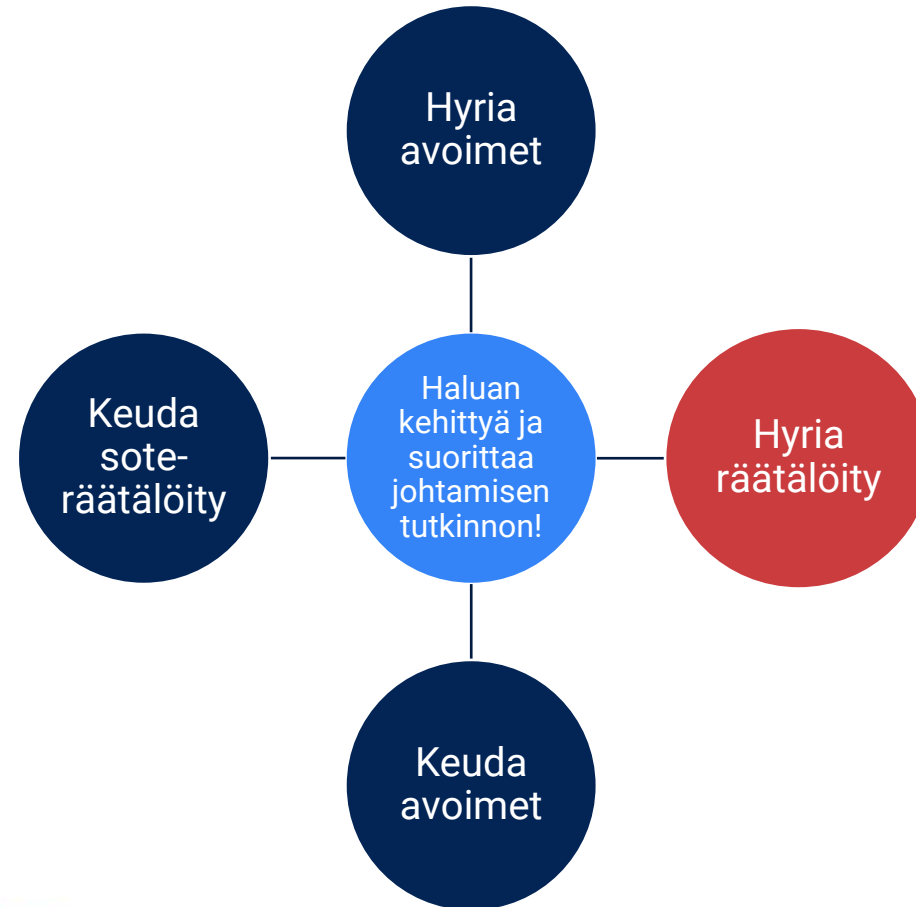 Hyria
avoimet
Keuda
sote-
räätälöity
Haluan
kehittyä ja
suorittaa
johtamisen
tutkinnon!
Hyria
räätälöity
Keuda
avoimet